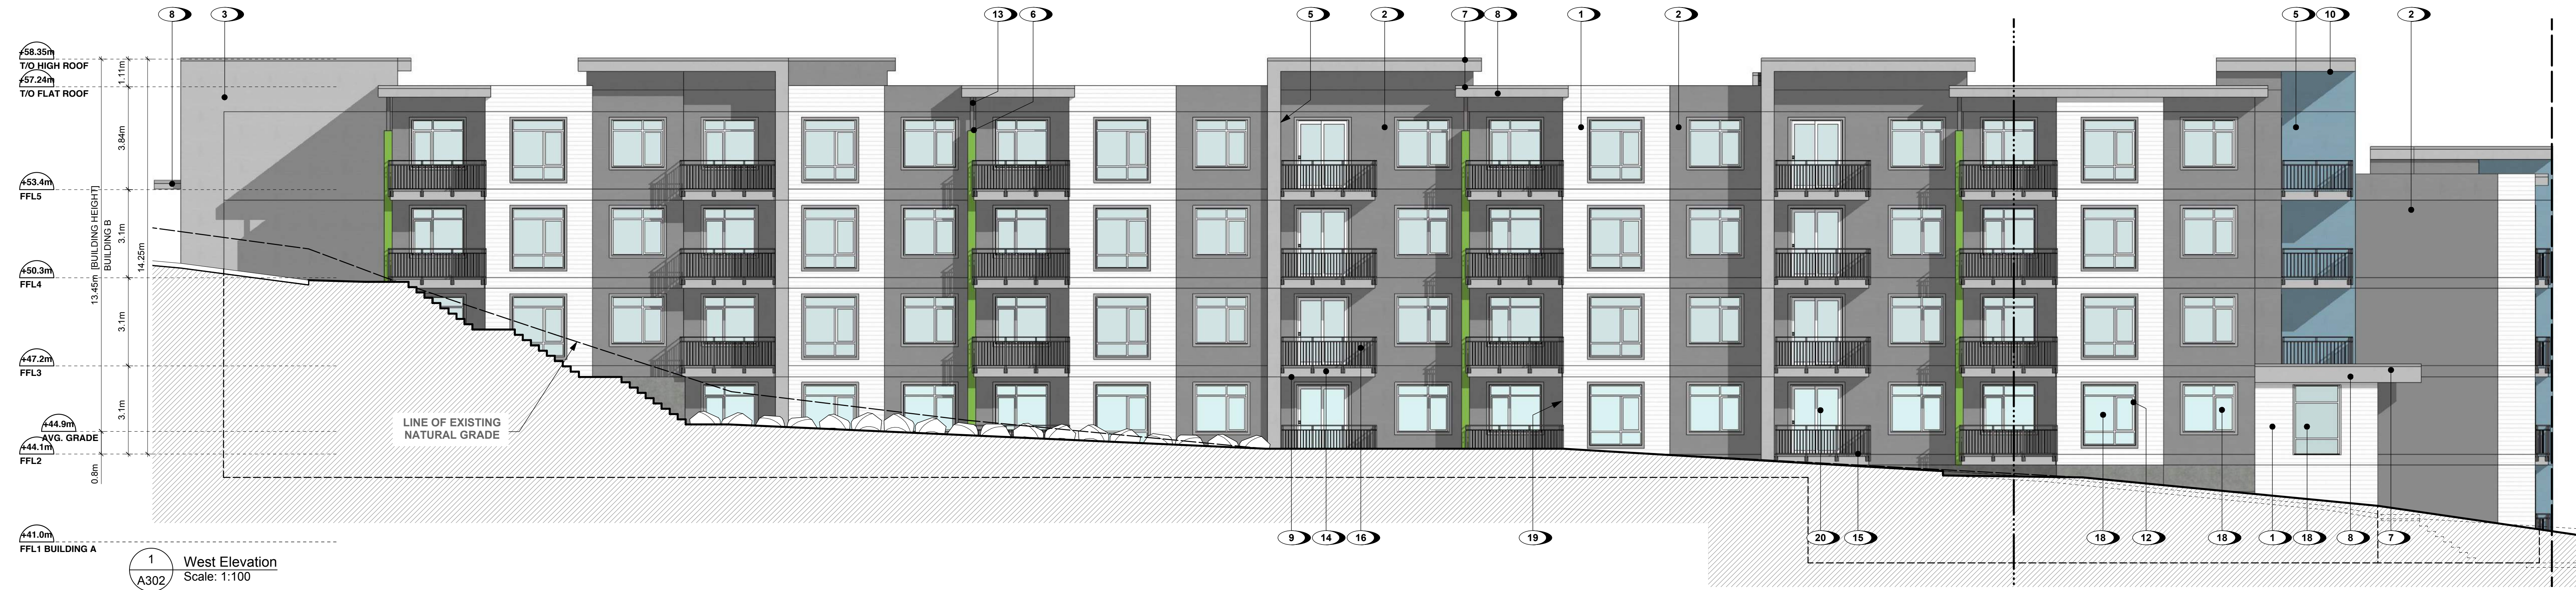 8 3 13 6 5 2 7 8 1 2 5 10 2
+58.35m
T/O HIGH ROOF
+57.24m
T/O FLAT ROOF
+53.4m
FFL5
+50.3m
FFL4
+47.2m
FFL3
+44.9m
AVG. GRADE
+44.1m
FFL2
+41.0m
FFL1 BUILDING A
13.45m [BUILDING HEIGHT]
BUILDING B
1.11m
3.84m
3.1m
3.1m
3.1m
0.8m
14.25m
LINE OF EXISTING
NATURAL GRADE
9 14 16 19 20 15 18 12 18 1 18 8 7
1
A302
West Elevation
Scale: 1:100